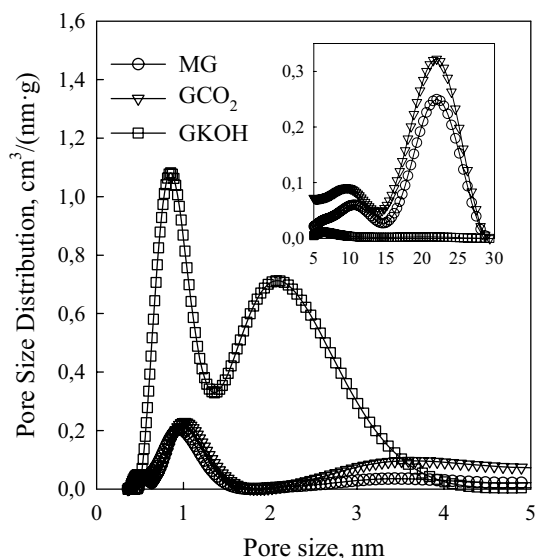 1,6
1,4
1,2
1,0
0,8
0,6
0,4
0,2
0,0
Pore Size Distribution, cm³/(nm·g)
MG
GCO₂
GKOH
0,3
0,2
0,1
0,0
5 10 15 20 25 30
0 1 2 3 4 5
Pore size, nm